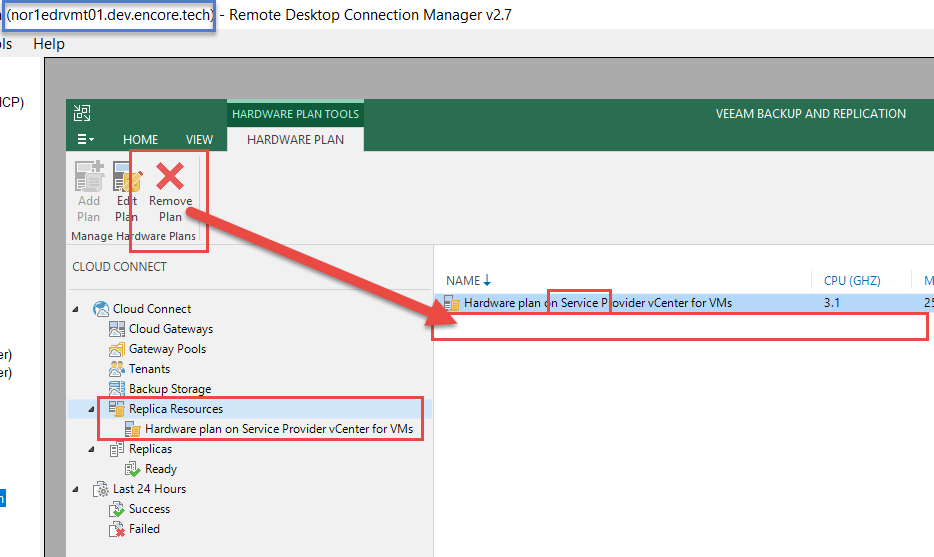 (nor1edrvmt01.dev.encore.tech) - Remote Desktop Connection Manager v2.7
ls Help
HARDWARE PLAN TOOLS
VEEAM BACKUP AND REPLICATION
HOME VIEW HARDWARE PLAN
Add Plan
Edit Plan
Remove Plan
Manage Hardware Plans
CLOUD CONNECT
NAME CPU (GHZ) M
Hardware plan on Service Provider vCenter for VMs 3.1 25
Cloud Connect
Cloud Gateways
Gateway Pools
Tenants
Backup Storage
Replica Resources
Hardware plan on Service Provider vCenter for VMs
Replicas
Ready
Last 24 Hours
Success
Failed
ICP)
er)
er)
n